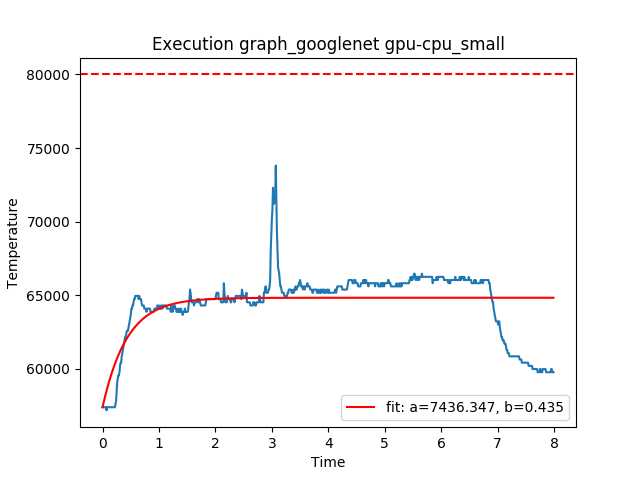 Execution graph_googlenet gpu-cpu_small
80000
75000
70000
65000
60000
Temperature
fit: a=7436.347, b=0.435
0 1 2 3 4 5 6 7 8
Time